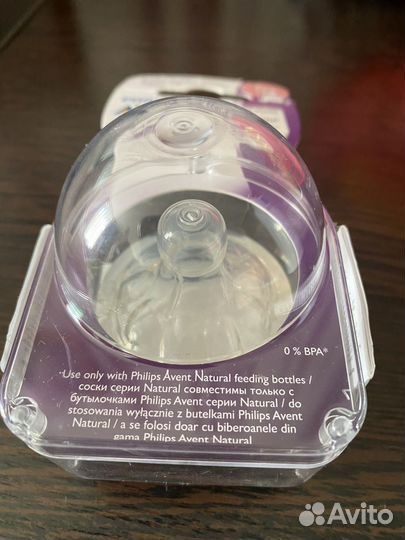 0 % BPA*
*Use only with Philips Avent Natural feeding bottles /
соски серии Natural совместимы только с
бутылочками Philips Avent серии Natural / do
stosowania wyłącznie z butelkami Philips Avent
Natural / a se folosi doar cu biberoanele din
gama Philips Avent Natural
Avito